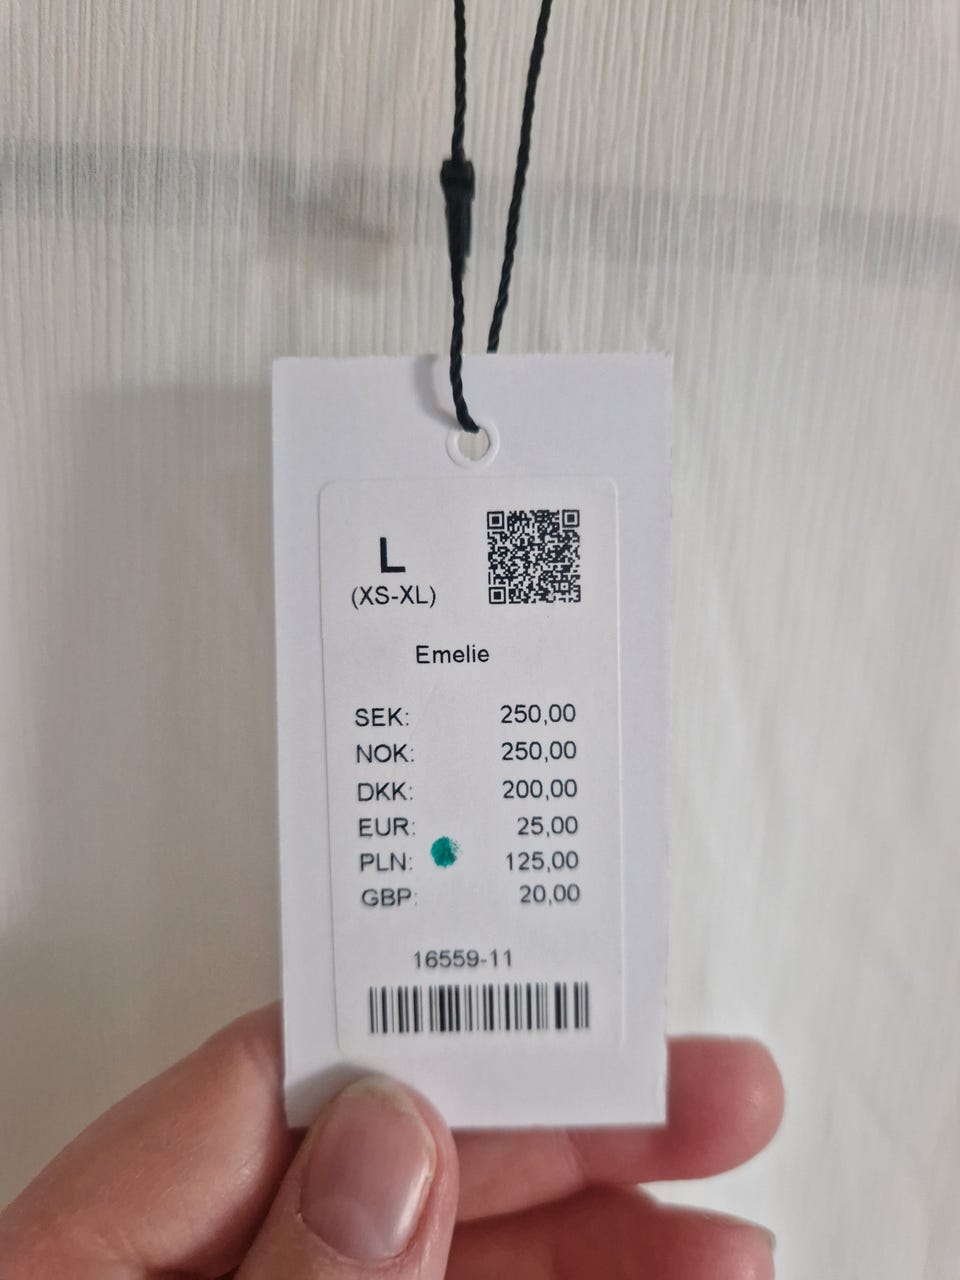 L
(XS-XL)
Emelie
SEK: 250,00
NOK: 250,00
DKK: 200,00
EUR: 25,00
PLN: 125,00
GBP: 20,00
16559-11